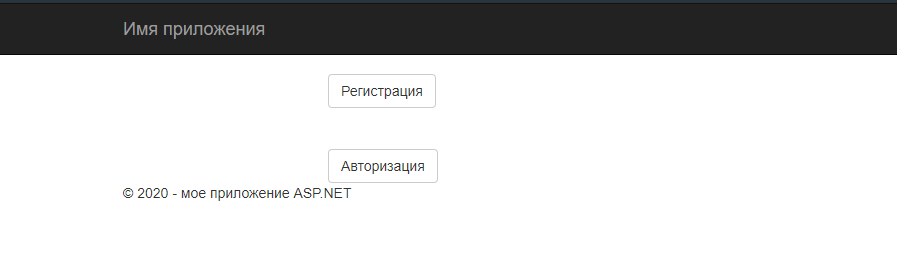 Имя приложения
Регистрация
Авторизация
© 2020 - мое приложение ASP.NET